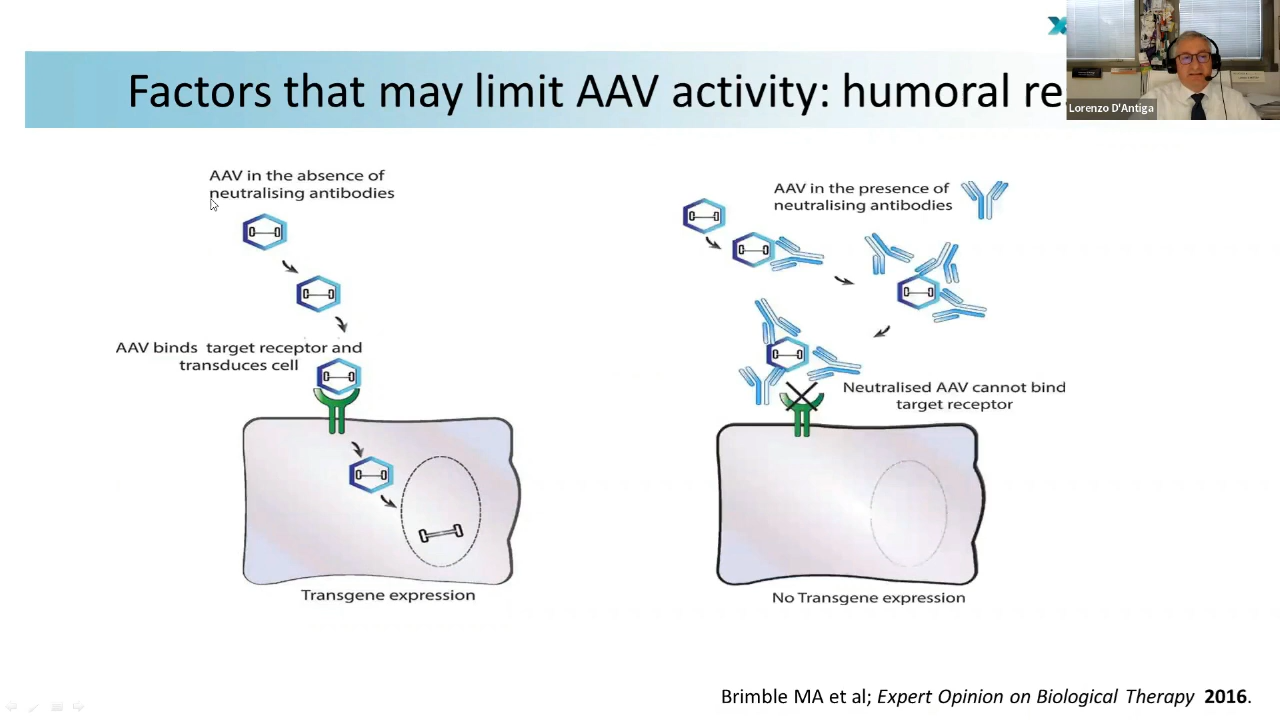 Factors that may limit AAV activity: humoral re
Lorenzo D'Antiga
AAV in the absence of
neutralising antibodies
AAV binds target receptor and
transduces cell
Transgene expression
AAV in the presence of
neutralising antibodies
Neutralised AAV cannot bind
target receptor
No Transgene expression
Brimble MA et al; Expert Opinion on Biological Therapy 2016.